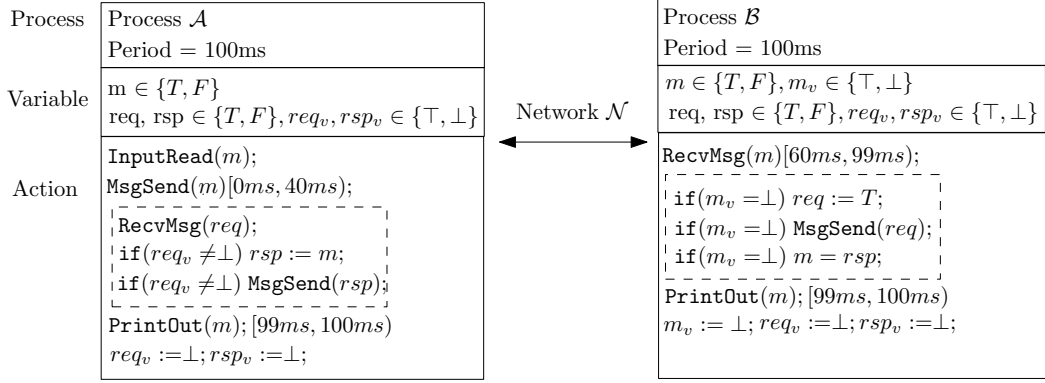 Process
Process 𝒜
Period = 100ms
Variable
m ∈ {T, F}
req, rsp ∈ {T, F}, req_v, rsp_v ∈ {⊤, ⊥}
Action
InputRead(m);
MsgSend(m)[0ms, 40ms);
RecvMsg(req);
if(req_v ≠⊥) rsp := m;
if(req_v ≠⊥) MsgSend(rsp);
PrintOut(m); [99ms, 100ms)
req_v :=⊥; rsp_v :=⊥;
Network 𝒩
Process ℬ
Period = 100ms
m ∈ {T, F}, m_v ∈ {⊤, ⊥}
req, rsp ∈ {T, F}, req_v, rsp_v ∈ {⊤, ⊥}
RecvMsg(m)[60ms, 99ms);
if(m_v =⊥) req := T;
if(m_v =⊥) MsgSend(req);
if(m_v =⊥) m = rsp;
PrintOut(m); [99ms, 100ms)
m_v := ⊥; req_v :=⊥; rsp_v :=⊥;